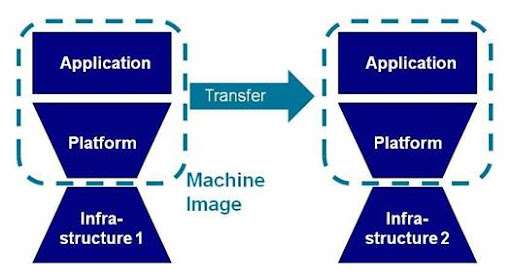 Application
Platform
Infra-
structure 1
Transfer
Machine
Image
Application
Platform
Infra-
structure 2